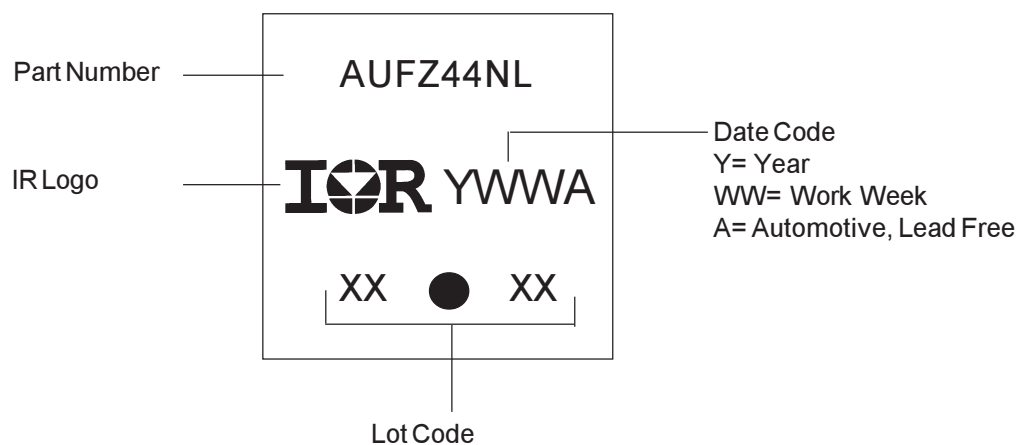 Part Number
AUFZ44NL
IR Logo
IOR YWWA
Date Code
Y= Year
WW= Work Week
A= Automotive, Lead Free
XX XX
Lot Code